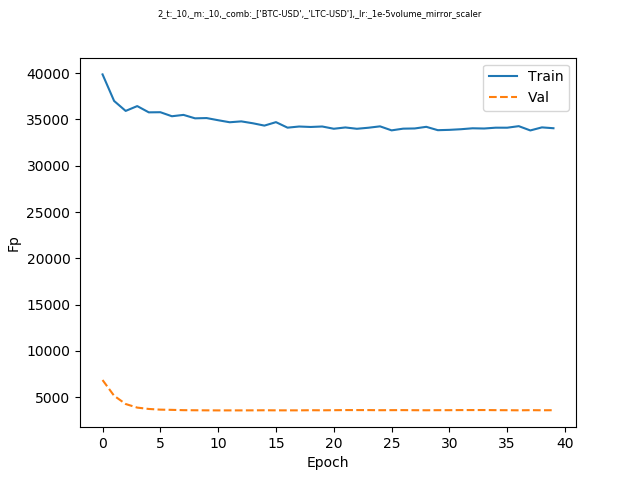 2_t:_10,_m:_10,_comb:_['BTC-USD',_'LTC-USD'],_lr:_1e-5volume_mirror_scaler
Train
Val
40000
35000
30000
25000
20000
15000
10000
5000
Fp
0 5 10 15 20 25 30 35 40
Epoch